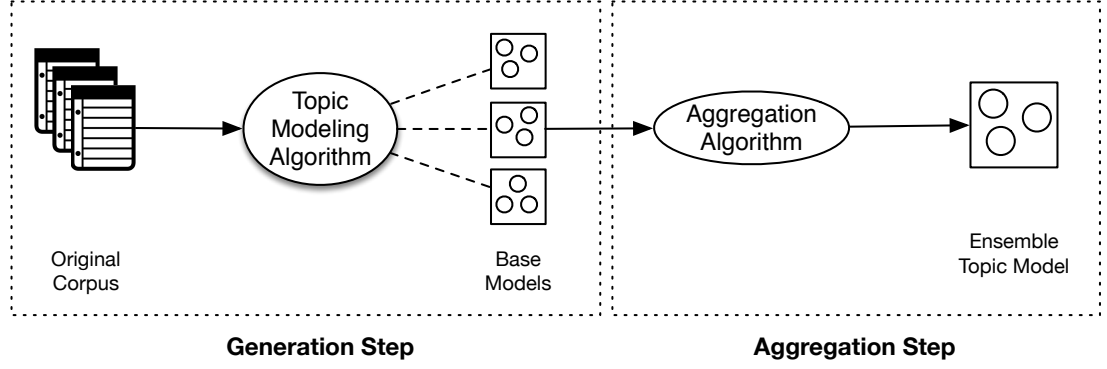 Topic
Modeling
Algorithm
Aggregation
Algorithm
Original
Corpus
Base
Models
Ensemble
Topic Model
Generation Step
Aggregation Step